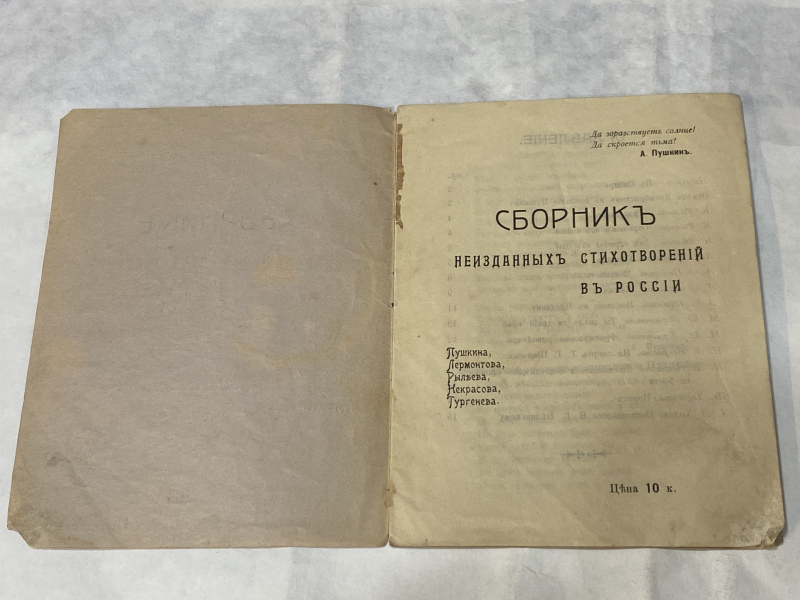 Да здравствуетъ солнце!
Да скроется тьма!
А. Пушкинъ.
СБОРНИКЪ
НЕИЗДАННЫХЪ СТИХОТВОРЕНІЙ
ВЪ РОССІИ
Пушкина,
Лермонтова,
Рылѣева,
Некрасова,
Тургенева.
Цѣна 10 к.